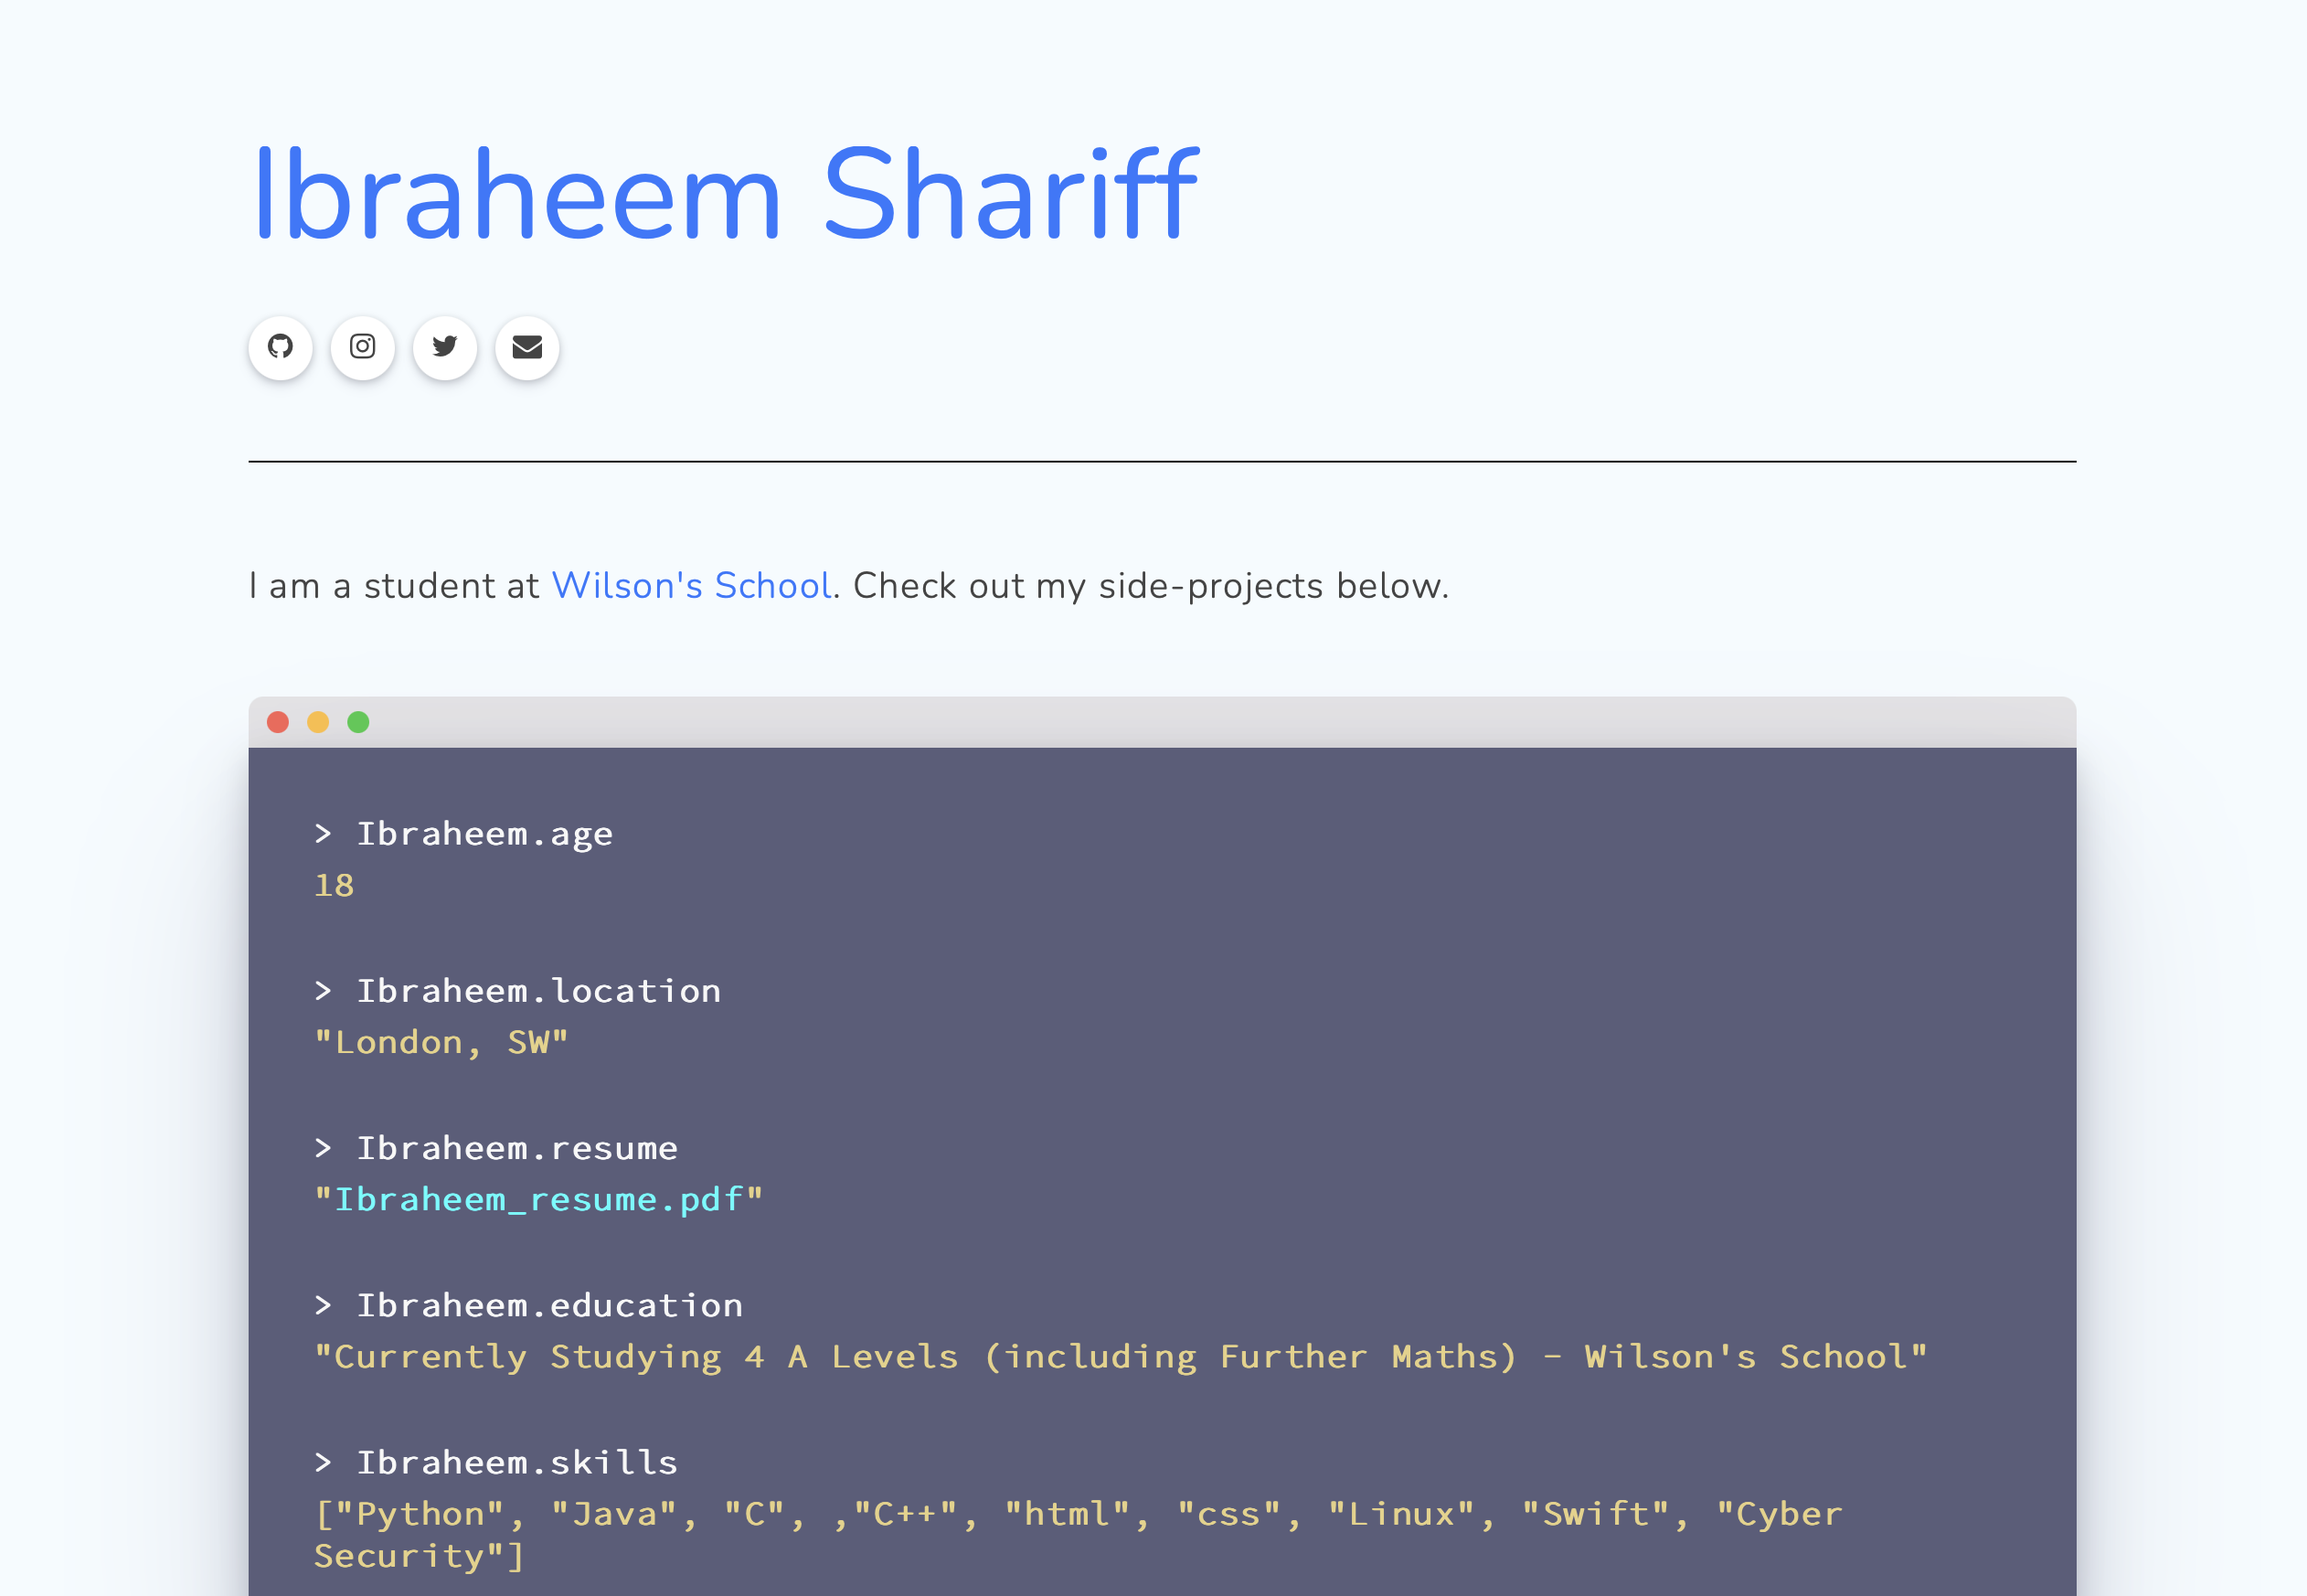 Ibraheem Shariff
I am a student at Wilson's School. Check out my side-projects below.
> Ibraheem.age
18
> Ibraheem.location
"London, SW"
> Ibraheem.resume
"Ibraheem_resume.pdf"
> Ibraheem.education
"Currently Studying 4 A Levels (including Further Maths) - Wilson's School"
> Ibraheem.skills
["Python", "Java", "C", ,"C++", "html", "css", "Linux", "Swift", "Cyber
Security"]